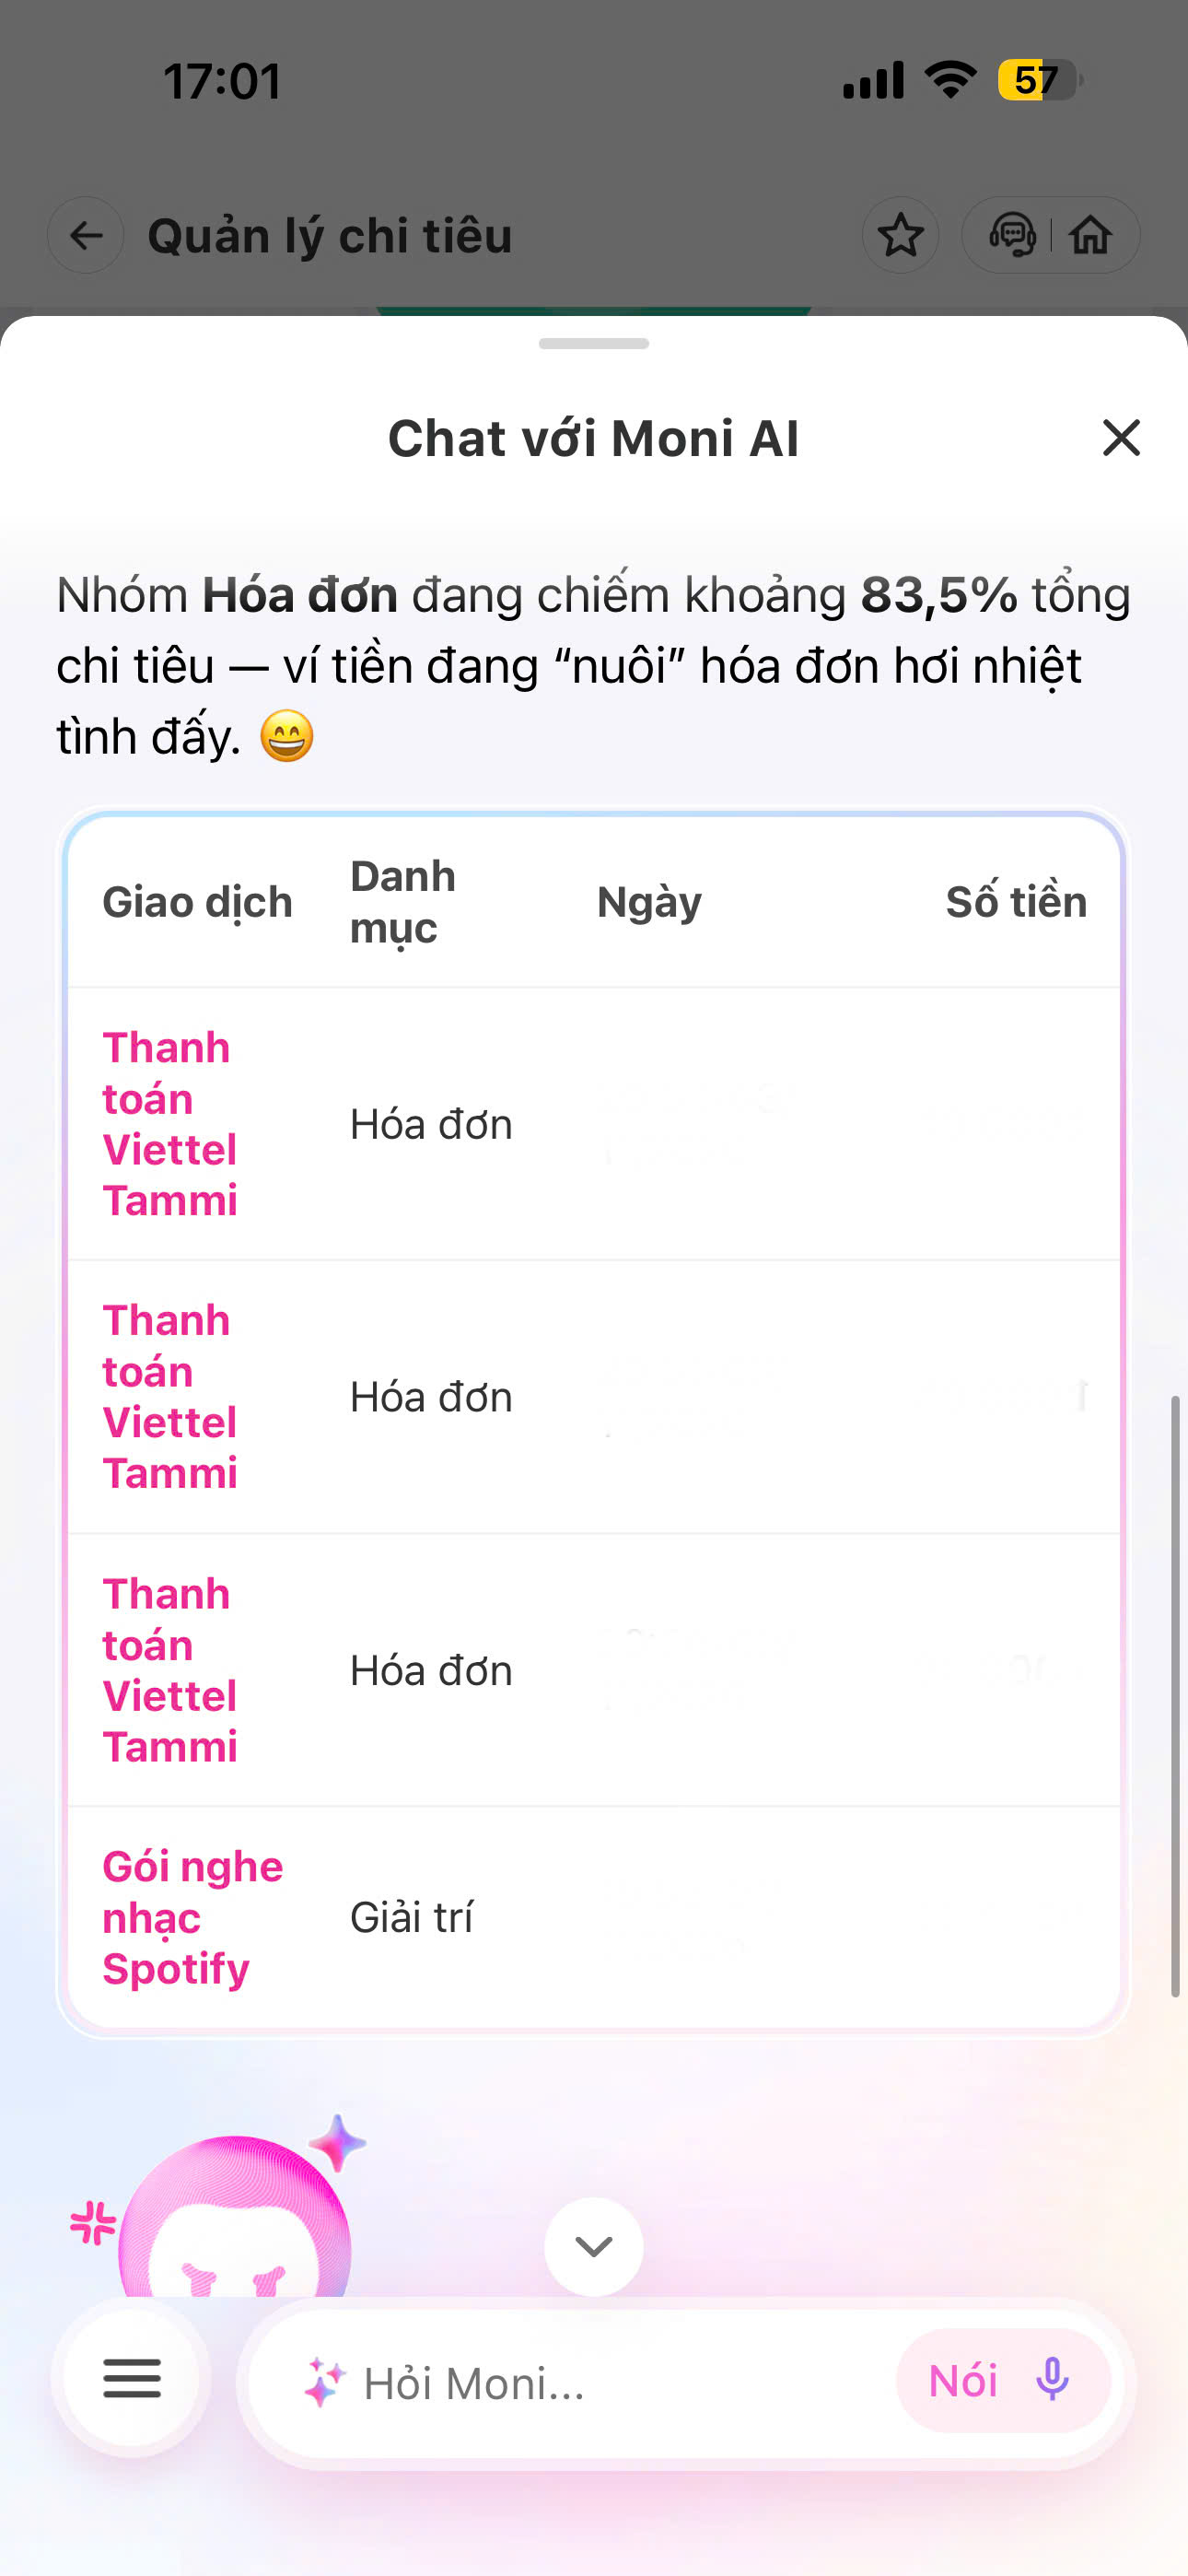 17:01
57
Quản lý chi tiêu
Chat với Moni AI
Nhóm Hóa đơn đang chiếm khoảng 83,5% tổng
chi tiêu — ví tiền đang “nuôi” hóa đơn hơi nhiệt
tình đấy. 😄
Giao dịch
Danh
mục
Ngày
Số tiền
Thanh
toán
Viettel
Tammi
Hóa đơn
Thanh
toán
Viettel
Tammi
Hóa đơn
Thanh
toán
Viettel
Tammi
Hóa đơn
Gói nghe
nhạc
Spotify
Giải trí
Hỏi Moni...
Nói